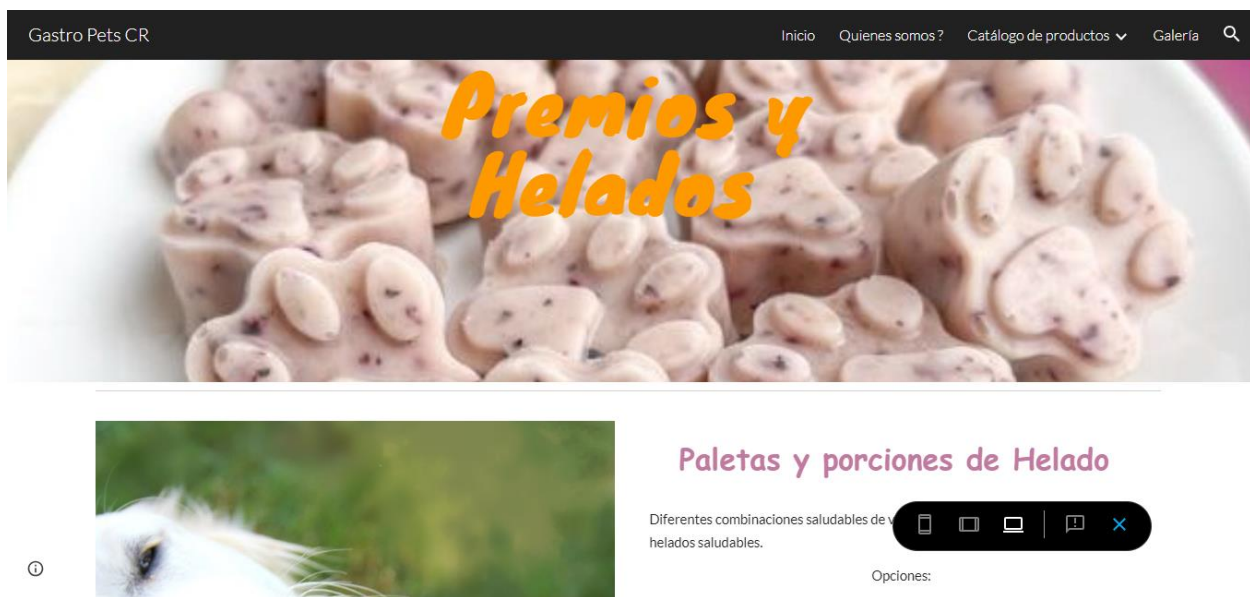 Gastro Pets CR
Inicio Quienes somos ? Catálogo de productos Galería
Premios y
Helados
Paletas y porciones de Helado
Diferentes combinaciones saludables de
helados saludables.
Opciones: